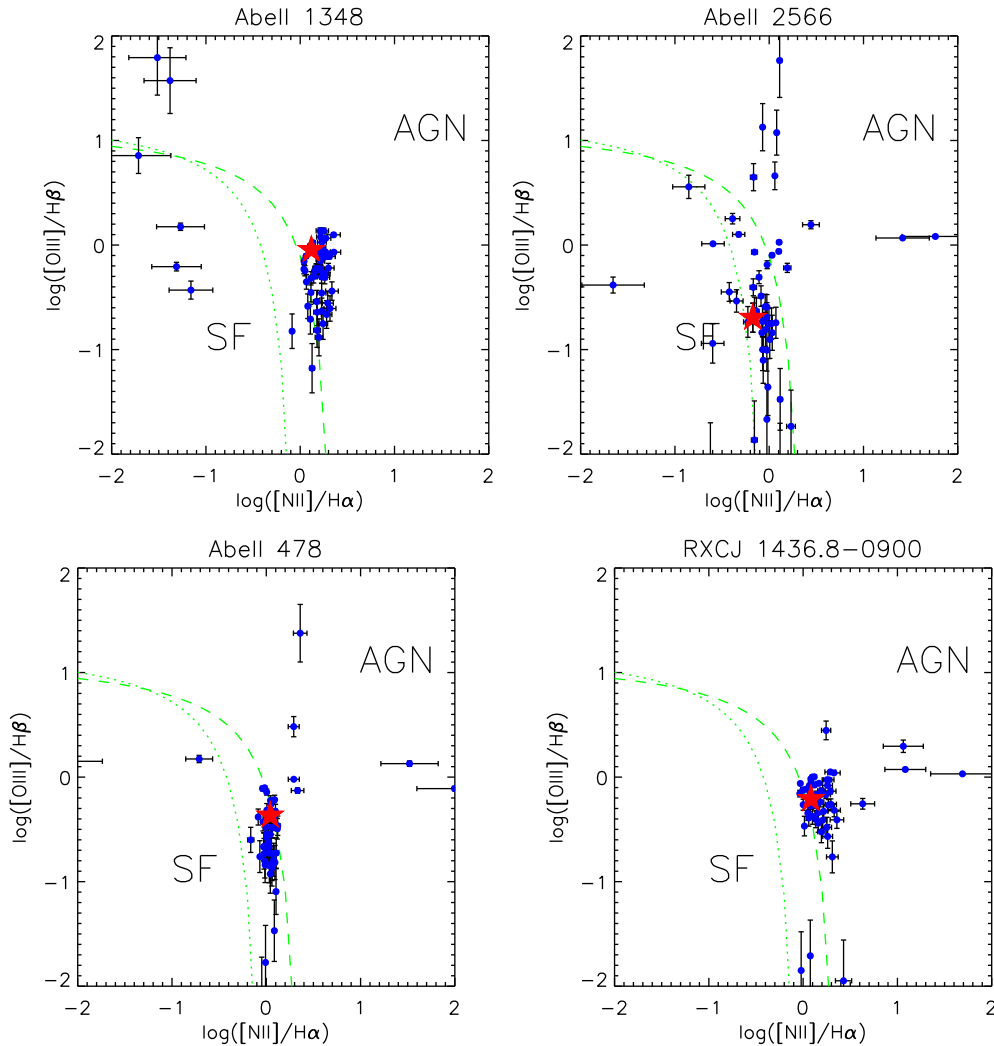 Abell 1348
2
1
0
−1
−2
log([OIII]/Hβ)
AGN
SF
−2 −1 0 1 2
log([NII]/Hα)
Abell 2566
2
1
0
−1
−2
log([OIII]/Hβ)
AGN
SF
−2 −1 0 1 2
log([NII]/Hα)
Abell 478
2
1
0
−1
−2
log([OIII]/Hβ)
AGN
SF
−2 −1 0 1 2
log([NII]/Hα)
RXCJ 1436.8−0900
2
1
0
−1
−2
log([OIII]/Hβ)
AGN
SF
−2 −1 0 1 2
log([NII]/Hα)